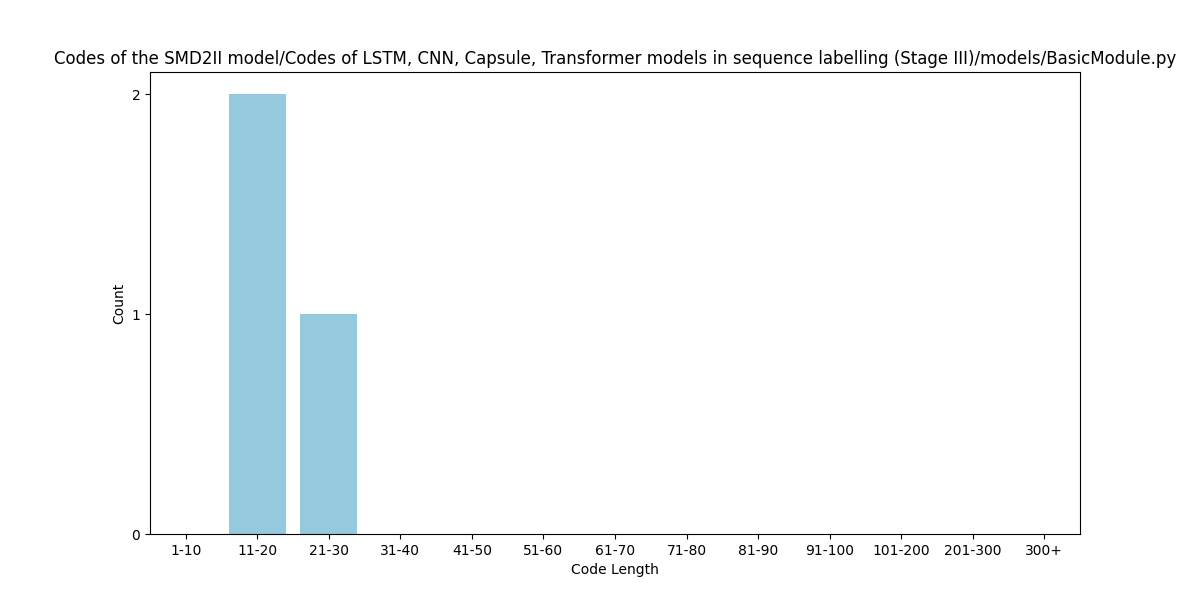 Codes of the SMD2II model/Codes of LSTM, CNN, Capsule, Transformer models in sequence labelling (Stage III)/models/BasicModule.py
2
1
0
Count
1-10 11-20 21-30 31-40 41-50 51-60 61-70 71-80 81-90 91-100 101-200 201-300 300+
Code Length